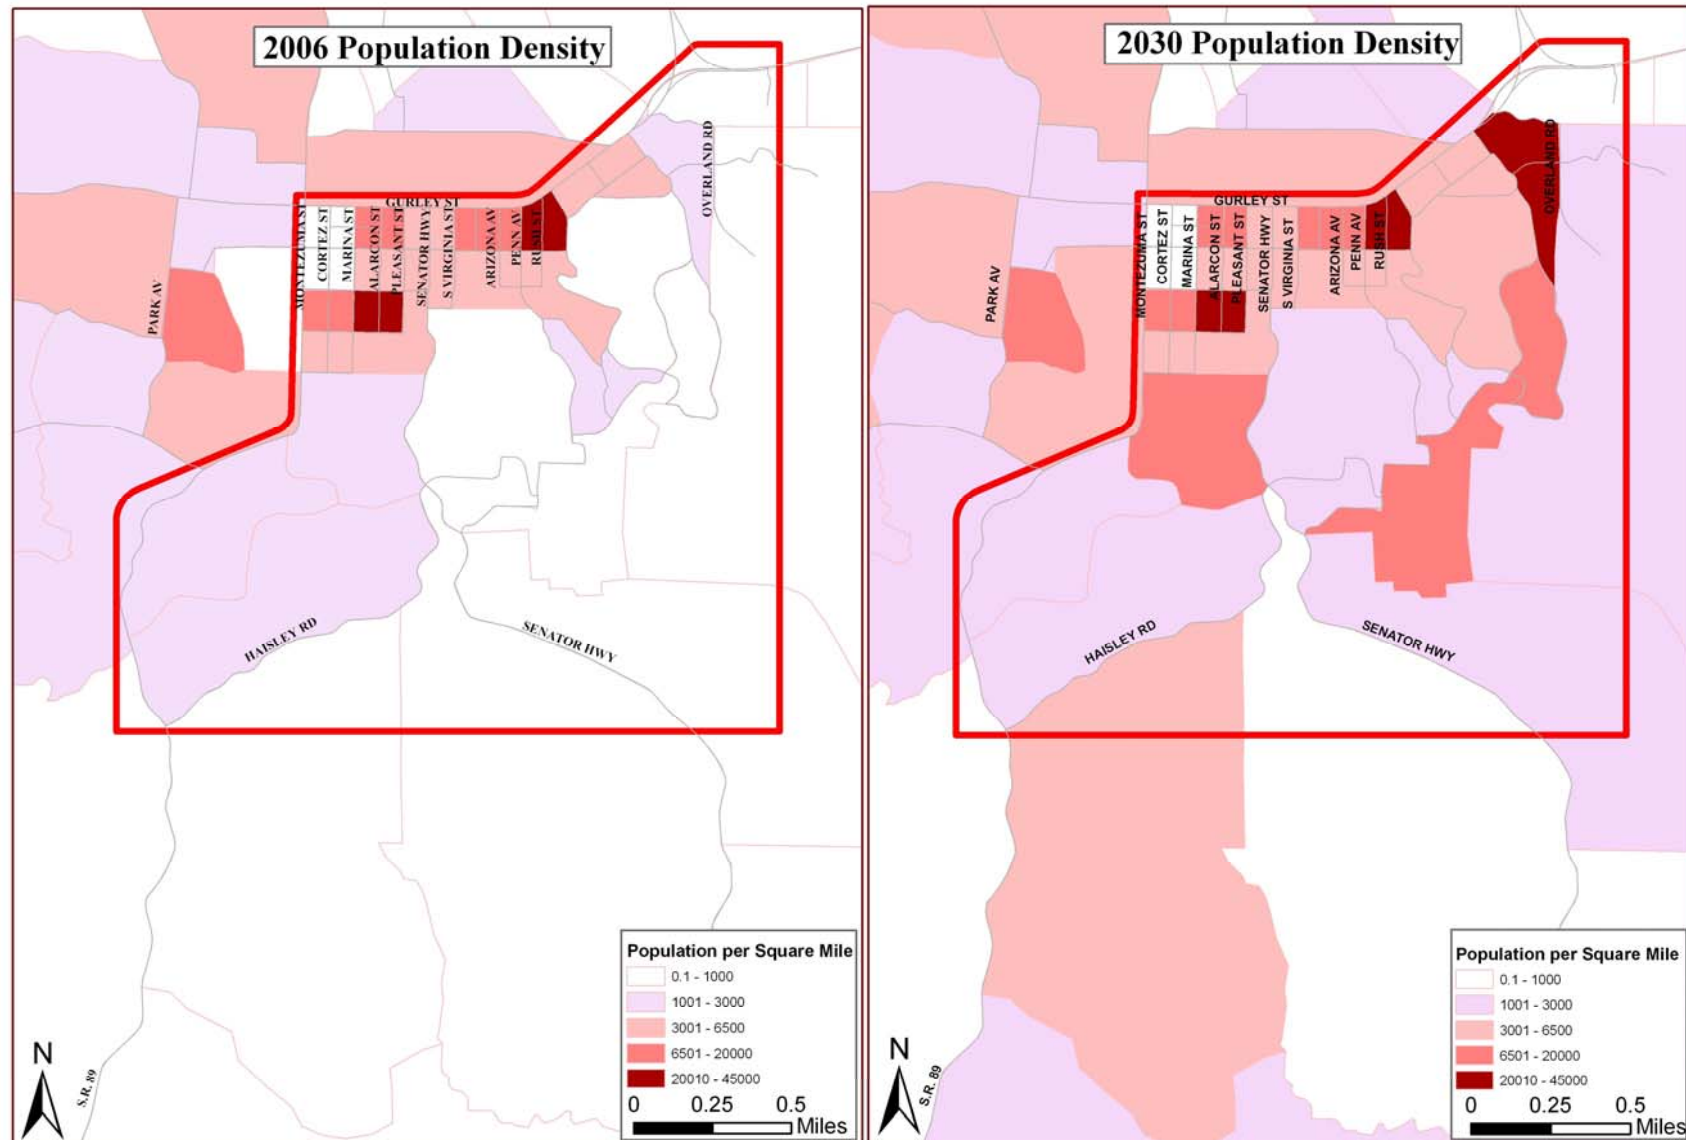 2006 Population Density
OVERLAND RD
GURLEY ST
MONTEZUMA ST
CORTEZ ST
MARINA ST
ALARCON ST
PLEASANT ST
SENATOR HWY
S VIRGINIA ST
ARIZONA AV
PENN AV
RUSH ST
PARK AV
HAISLEY RD
SENATOR HWY
S.R. 89
N
Population per Square Mile
0.1 - 1000
1001 - 3000
3001 - 6500
6501 - 20000
20010 - 45000
0 0.25 0.5
Miles
2030 Population Density
OVERLAND RD
GURLEY ST
MONTEZUMA ST
CORTEZ ST
MARINA ST
ALARCON ST
PLEASANT ST
SENATOR HWY
S VIRGINIA ST
ARIZONA AV
PENN AV
RUSH ST
PARK AV
HAISLEY RD
SENATOR HWY
S.R. 89
N
Population per Square Mile
0.1 - 1000
1001 - 3000
3001 - 6500
6501 - 20000
20010 - 45000
0 0.25 0.5
Miles